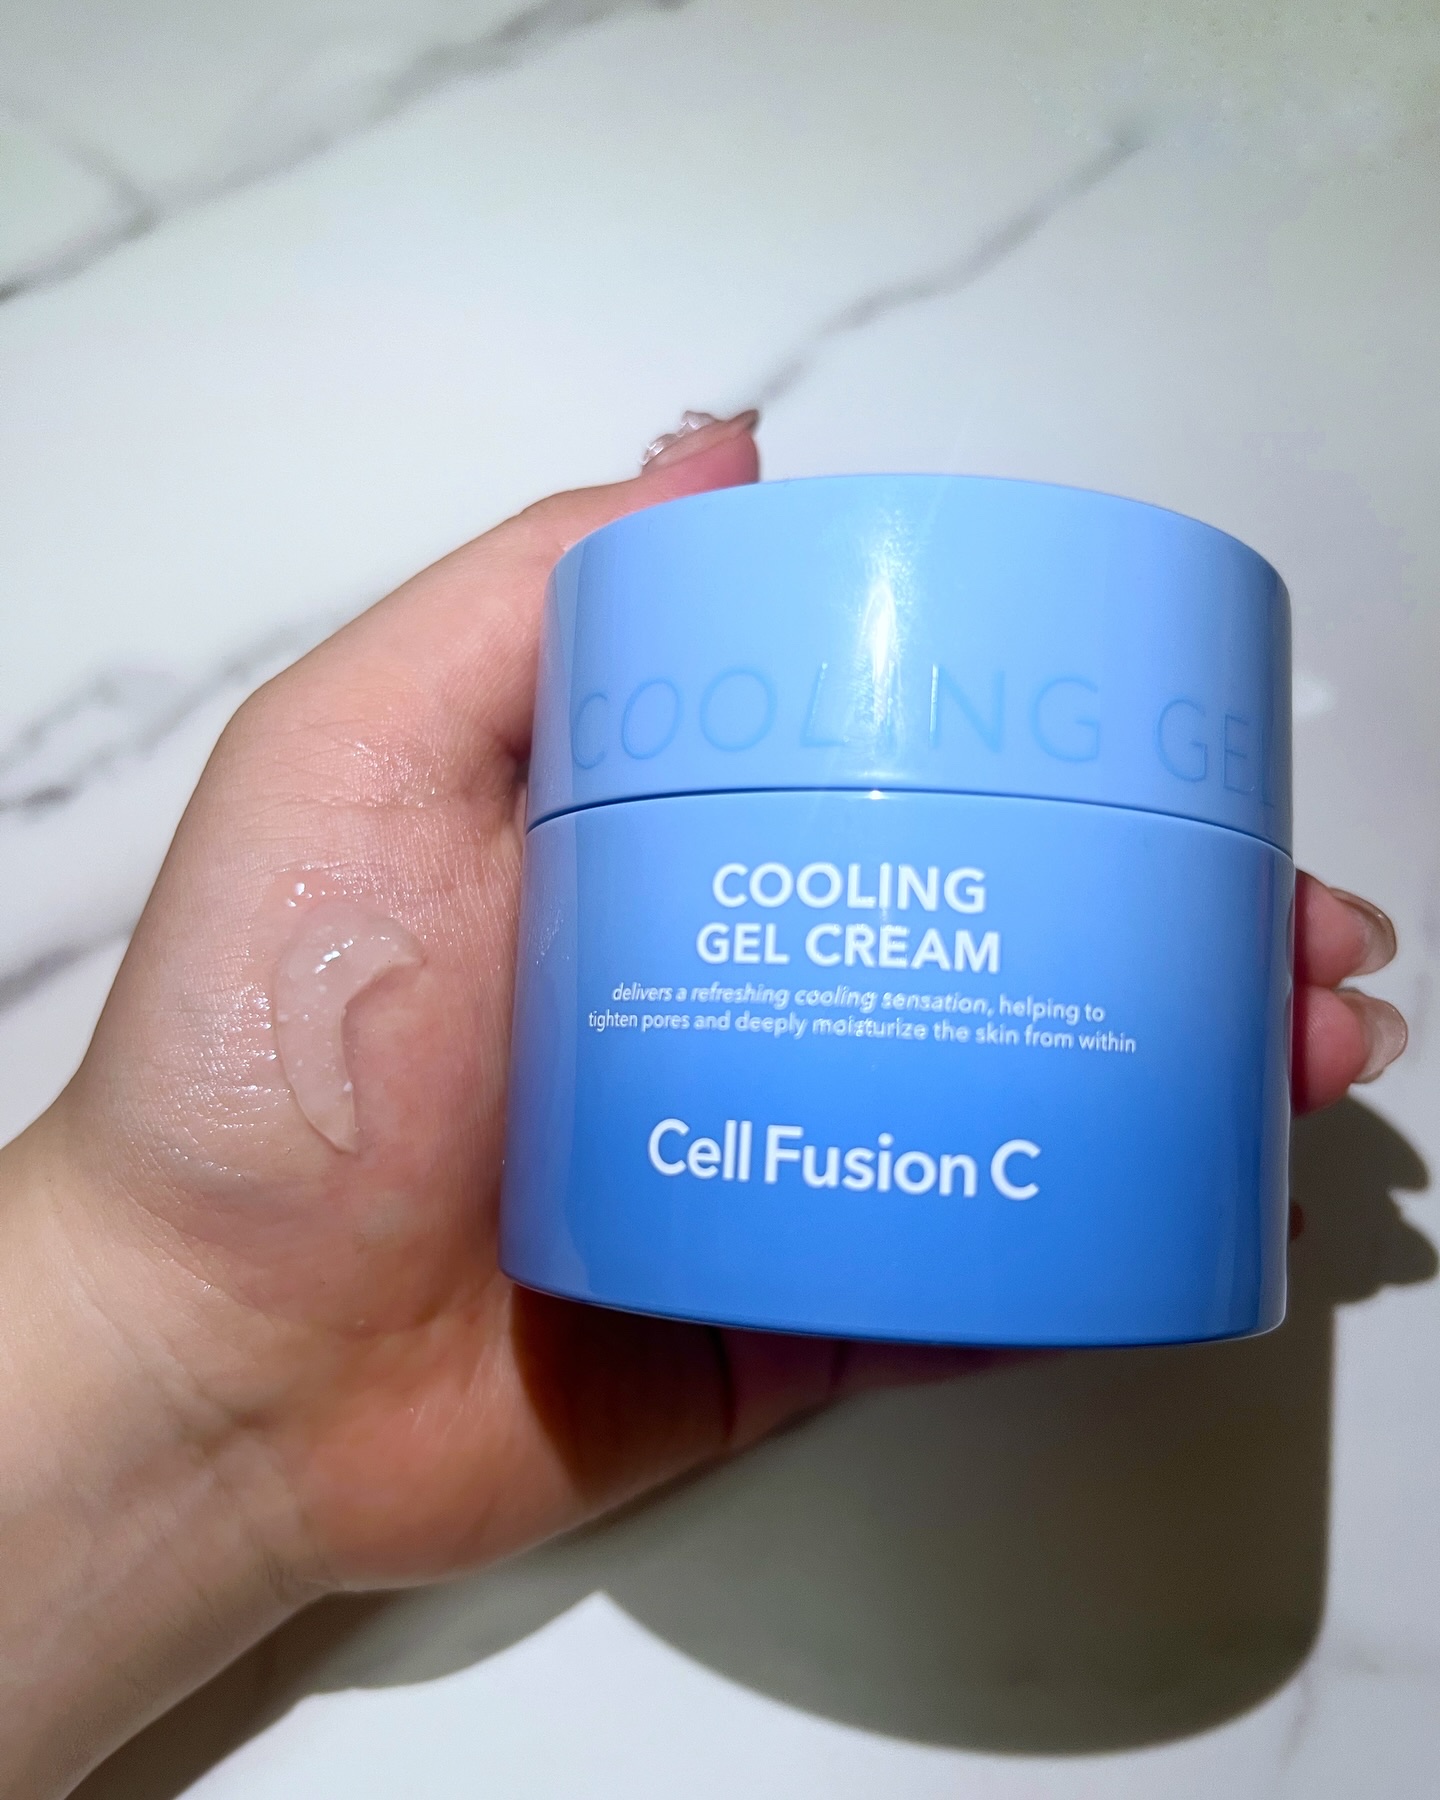 COOLING GEL
COOLING
GEL CREAM
delivers a refreshing cooling sensation, helping to
tighten pores and deeply moisturize the skin from within
Cell Fusion C